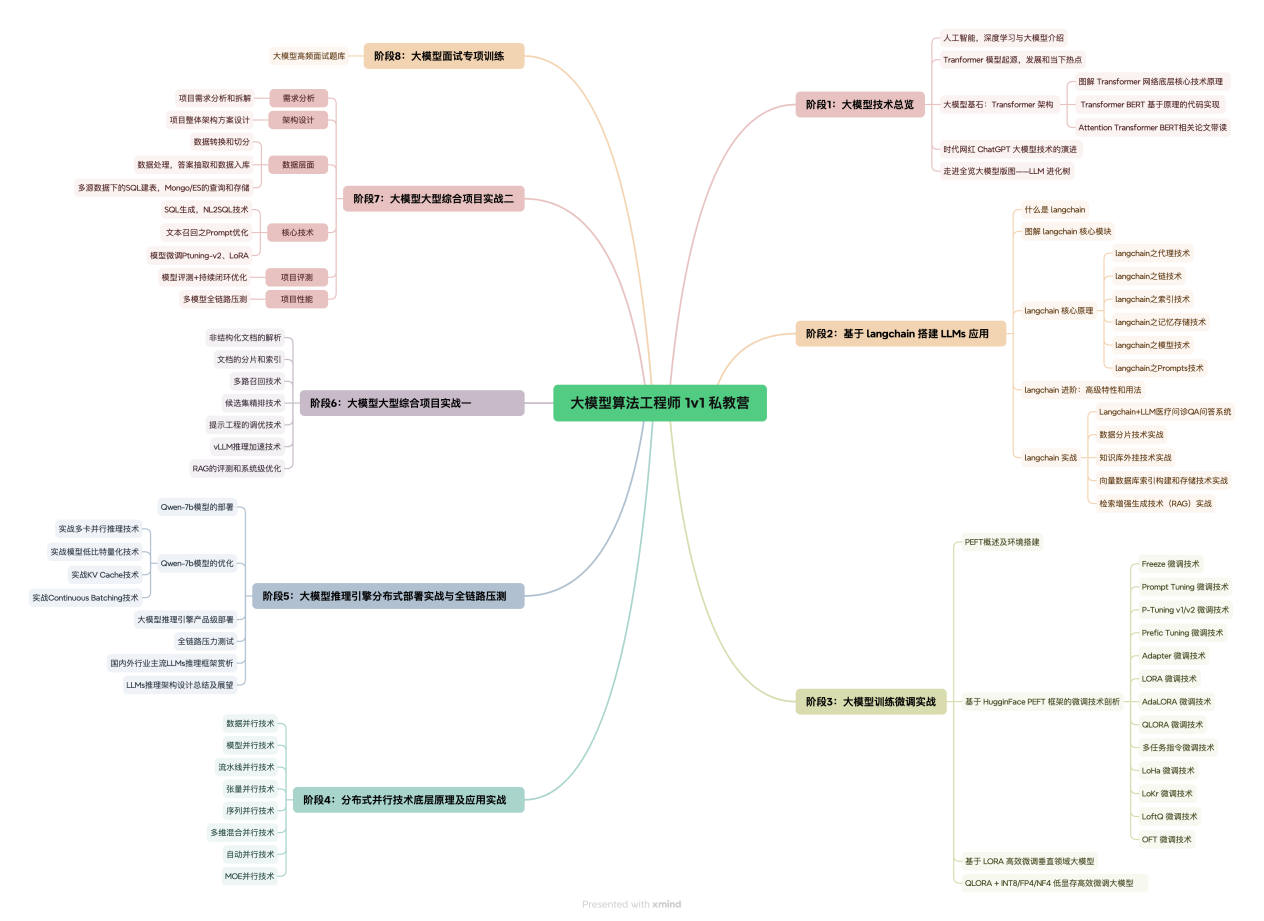 大模型算法工程师 1v1 私教营
阶段1：大模型技术总览
人工智能，深度学习与大模型介绍
Tranformer 模型起源，发展和当下热点
大模型基石：Transformer 架构
图解 Transformer 网络底层核心技术原理
Transformer BERT 基于原理的代码实现
Attention Transformer BERT相关论文带读
时代网红 ChatGPT 大模型技术的演进
走进全览大模型版图——LLM 进化树
阶段2：基于 langchain 搭建 LLMs 应用
什么是 langchain
图解 langchain 核心模块
langchain 核心原理
langchain之代理技术
langchain之链技术
langchain之索引技术
langchain之记忆存储技术
langchain之模型技术
langchain之Prompts技术
langchain 进阶：高级特性和用法
langchain 实战
Langchain+LLM医疗问诊QA问答系统
数据分片技术实战
知识库外挂技术实战
向量数据库索引构建和存储技术实战
检索增强生成技术（RAG）实战
阶段3：大模型训练微调实战
PEFT概述及环境搭建
基于 HugginFace PEFT 框架的微调技术剖析
Freeze 微调技术
Prompt Tuning 微调技术
P-Tuning v1/v2 微调技术
Prefic Tuning 微调技术
Adapter 微调技术
LORA 微调技术
AdaLORA 微调技术
QLORA 微调技术
多任务指令微调技术
LoHa 微调技术
LoKr 微调技术
LoftQ 微调技术
OFT 微调技术
基于 LORA 高效微调垂直领域大模型
QLORA + INT8/FP4/NF4 低显存高效微调大模型
阶段4：分布式并行技术底层原理及应用实战
数据并行技术
模型并行技术
流水线并行技术
张量并行技术
序列并行技术
多维混合并行技术
自动并行技术
MOE并行技术
阶段5：大模型推理引擎分布式部署实战与全链路压测
Qwen-7b模型的部署
Qwen-7b模型的优化
实战多卡并行推理技术
实战模型低比特量化技术
实战KV Cache技术
实战Continuous Batching技术
大模型推理引擎产品级部署
全链路压力测试
国内外行业主流LLMs推理框架赏析
LLMs推理架构设计总结及展望
阶段6：大模型大型综合项目实战一
非结构化文档的解析
文档的分片和索引
多路召回技术
候选集精排技术
提示工程的调优技术
vLLM推理加速技术
RAG的评测和系统级优化
阶段7：大模型大型综合项目实战二
需求分析
项目需求分析和拆解
架构设计
项目整体架构方案设计
数据层面
数据转换和切分
数据处理，答案抽取和数据入库
多源数据下的SQL建表，Mongo/ES的查询和存储
核心技术
SQL生成，NL2SQL技术
文本召回之Prompt优化
模型微调Ptuning-v2、LoRA
项目评测
模型评测+持续闭环优化
项目性能
多模型全链路压测
阶段8：大模型面试专项训练
大模型高频面试题库
Presented with xmind